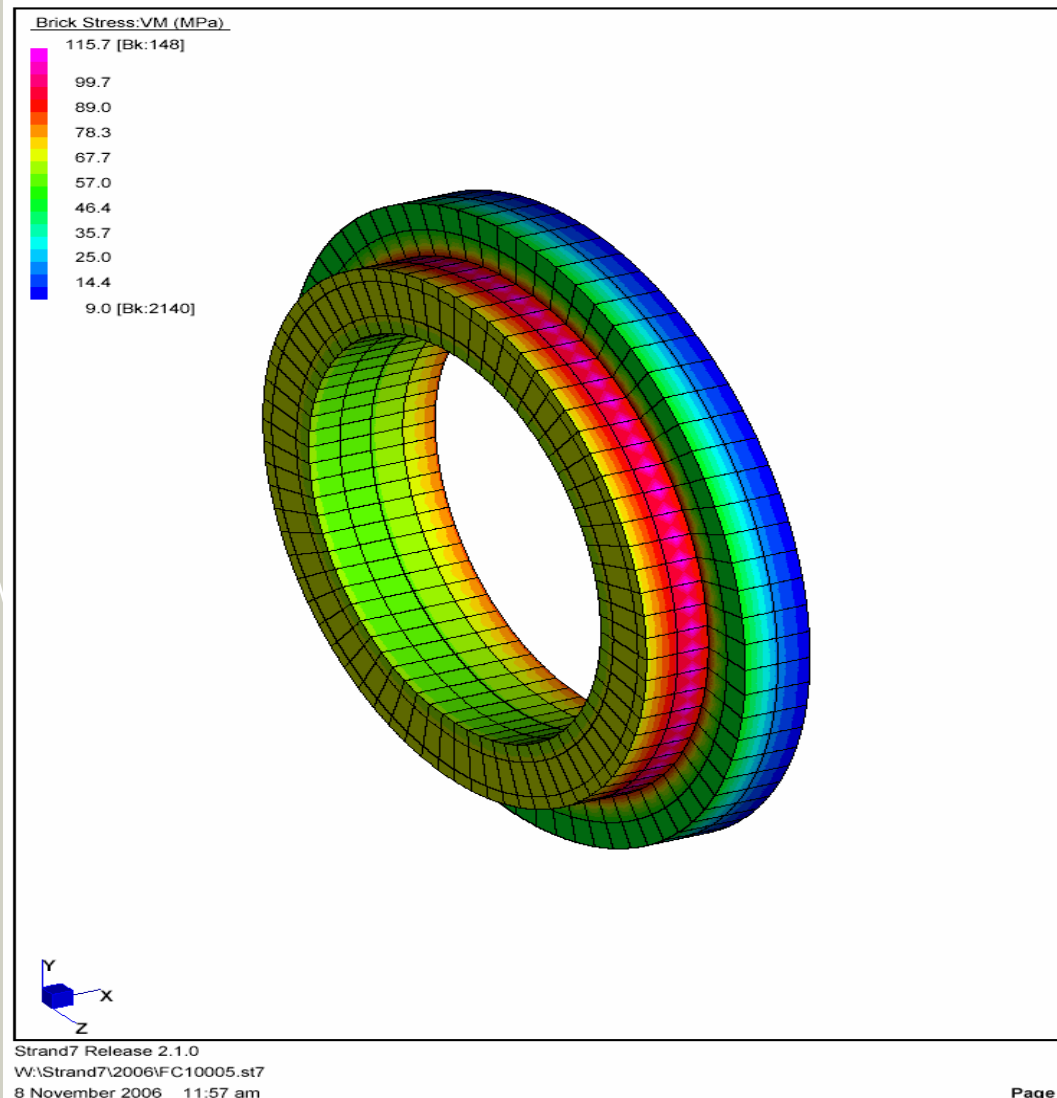 Brick Stress:VM (MPa)
115.7 [Bk:148]
99.7
89.0
78.3
67.7
57.0
46.4
35.7
25.0
14.4
9.0 [Bk:2140]
Y
X
Z
Strand7 Release 2.1.0
W:\Strand7\2006\FC10005.st7
8 November 2006 11:57 am
Page